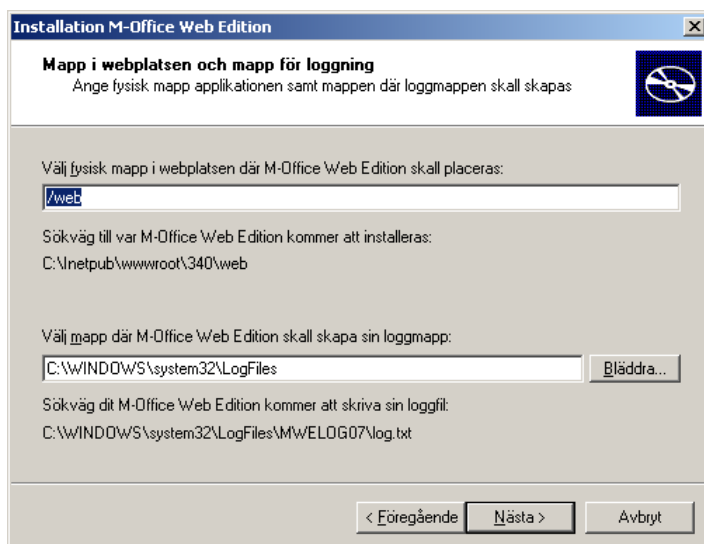 Installation M-Office Web Edition
Mapp i webplatsen och mapp för loggning
Ange fysisk mapp applikationen samt mappen där loggmappen skall skapas
Välj fysisk mapp i webplatsen där M-Office Web Edition skall placeras:
/web
Sökväg till var M-Office Web Edition kommer att installeras:
C:\Inetpub\wwwroot\340\web
Välj mapp där M-Office Web Edition skall skapa sin loggmapp:
C:\WINDOWS\system32\LogFiles
Bläddra...
Sökväg dit M-Office Web Edition kommer att skriva sin loggfil:
C:\WINDOWS\system32\LogFiles\MWELOG07\log.txt
< Föregående
Nästa >
Avbryt